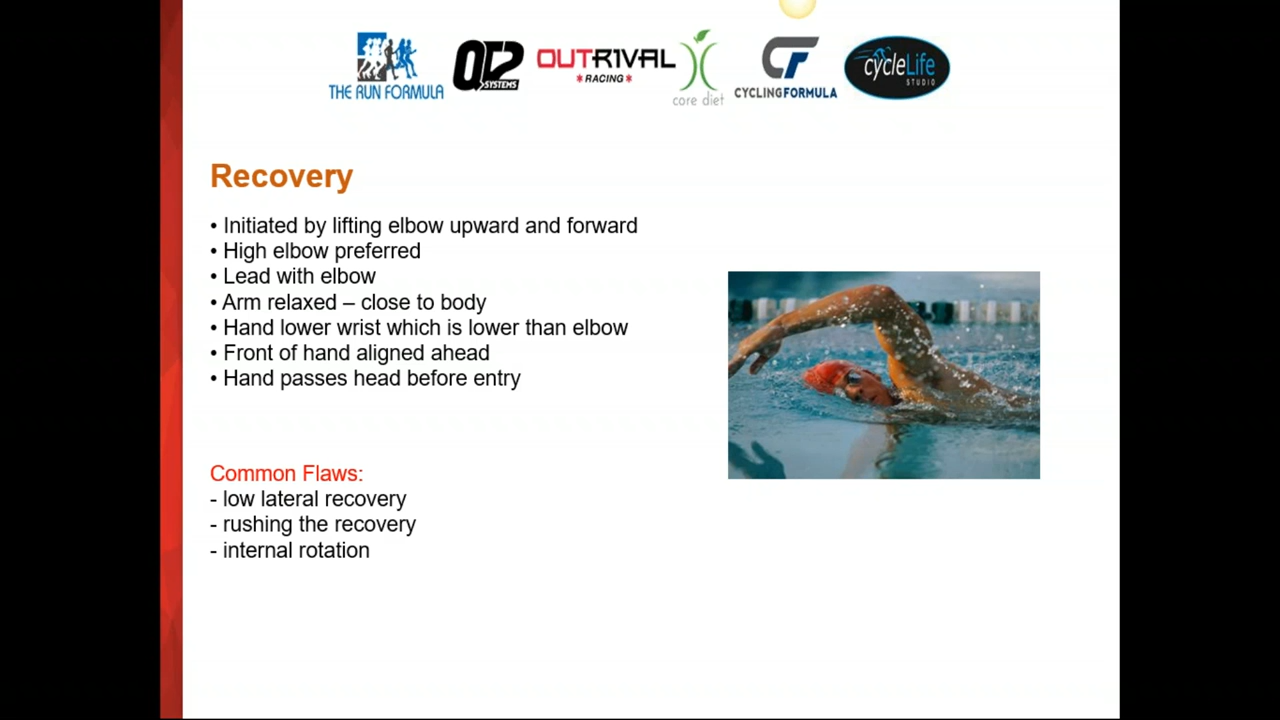 THE RUN FORMULA
QT2
SYSTEMS
OUTRIVAL
RACING
core diet
CYCLINGFORMULA
cycleLife
STUDIO
Recovery
• Initiated by lifting elbow upward and forward
• High elbow preferred
• Lead with elbow
• Arm relaxed – close to body
• Hand lower wrist which is lower than elbow
• Front of hand aligned ahead
• Hand passes head before entry
Common Flaws:
- low lateral recovery
- rushing the recovery
- internal rotation